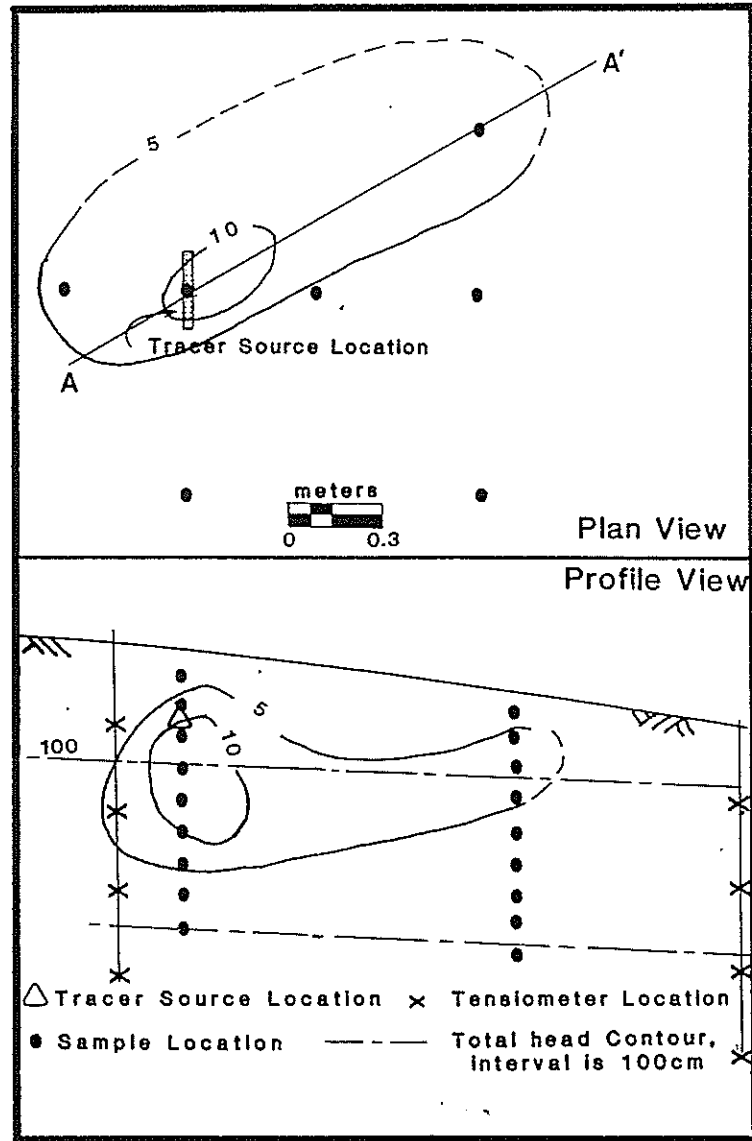 A'
5
10
Tracer Source Location
A
meters
0 0.3
Plan View
Profile View
5
10
100
Tracer Source Location × Tensiometer Location
Sample Location Total head Contour,
interval is 100cm